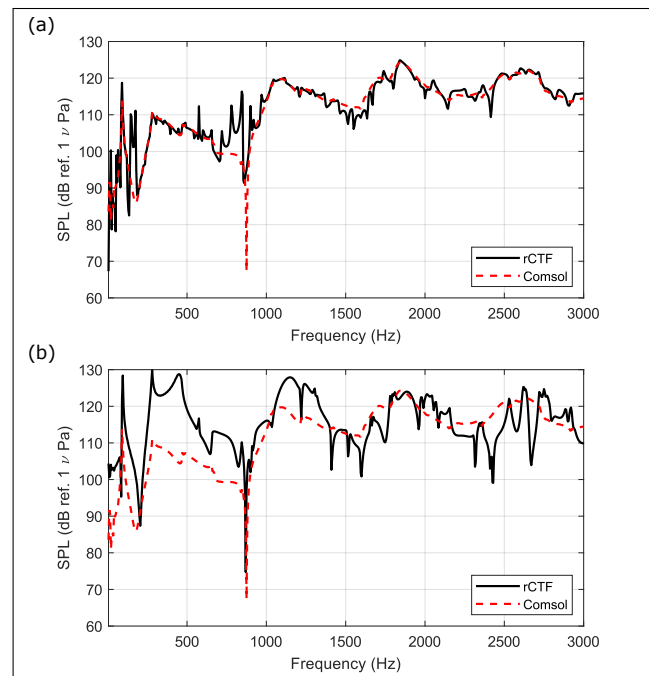 (a)
130
120
110
100
90
80
70
60
SPL (dB ref. 1 ν Pa)
500 1000 1500 2000 2500 3000
Frequency (Hz)
rCTF
Comsol
(b)
130
120
110
100
90
80
70
60
SPL (dB ref. 1 ν Pa)
500 1000 1500 2000 2500 3000
Frequency (Hz)
rCTF
Comsol